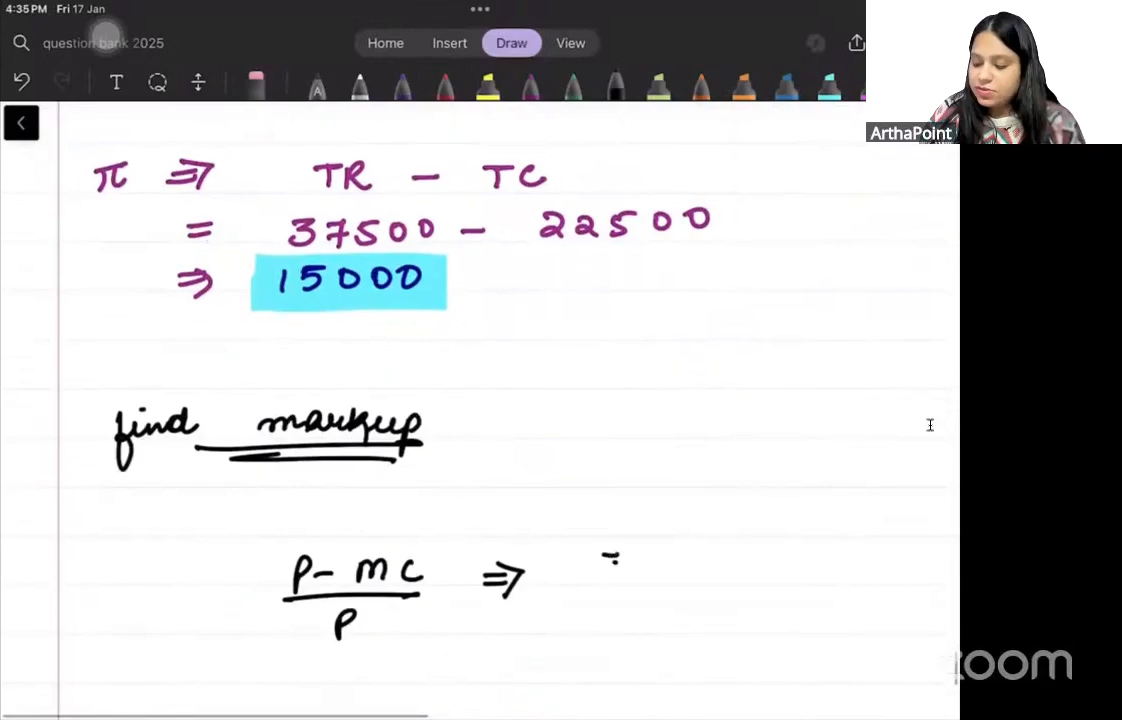 4:35 PM Fri 17 Jan
question bank 2025
Home Insert Draw View
T
A
ArthaPoint
π ⇒ TR - TC
= 37500 - 22500
⇒ 15000
find markup
P - MC
P
⇒
zoom